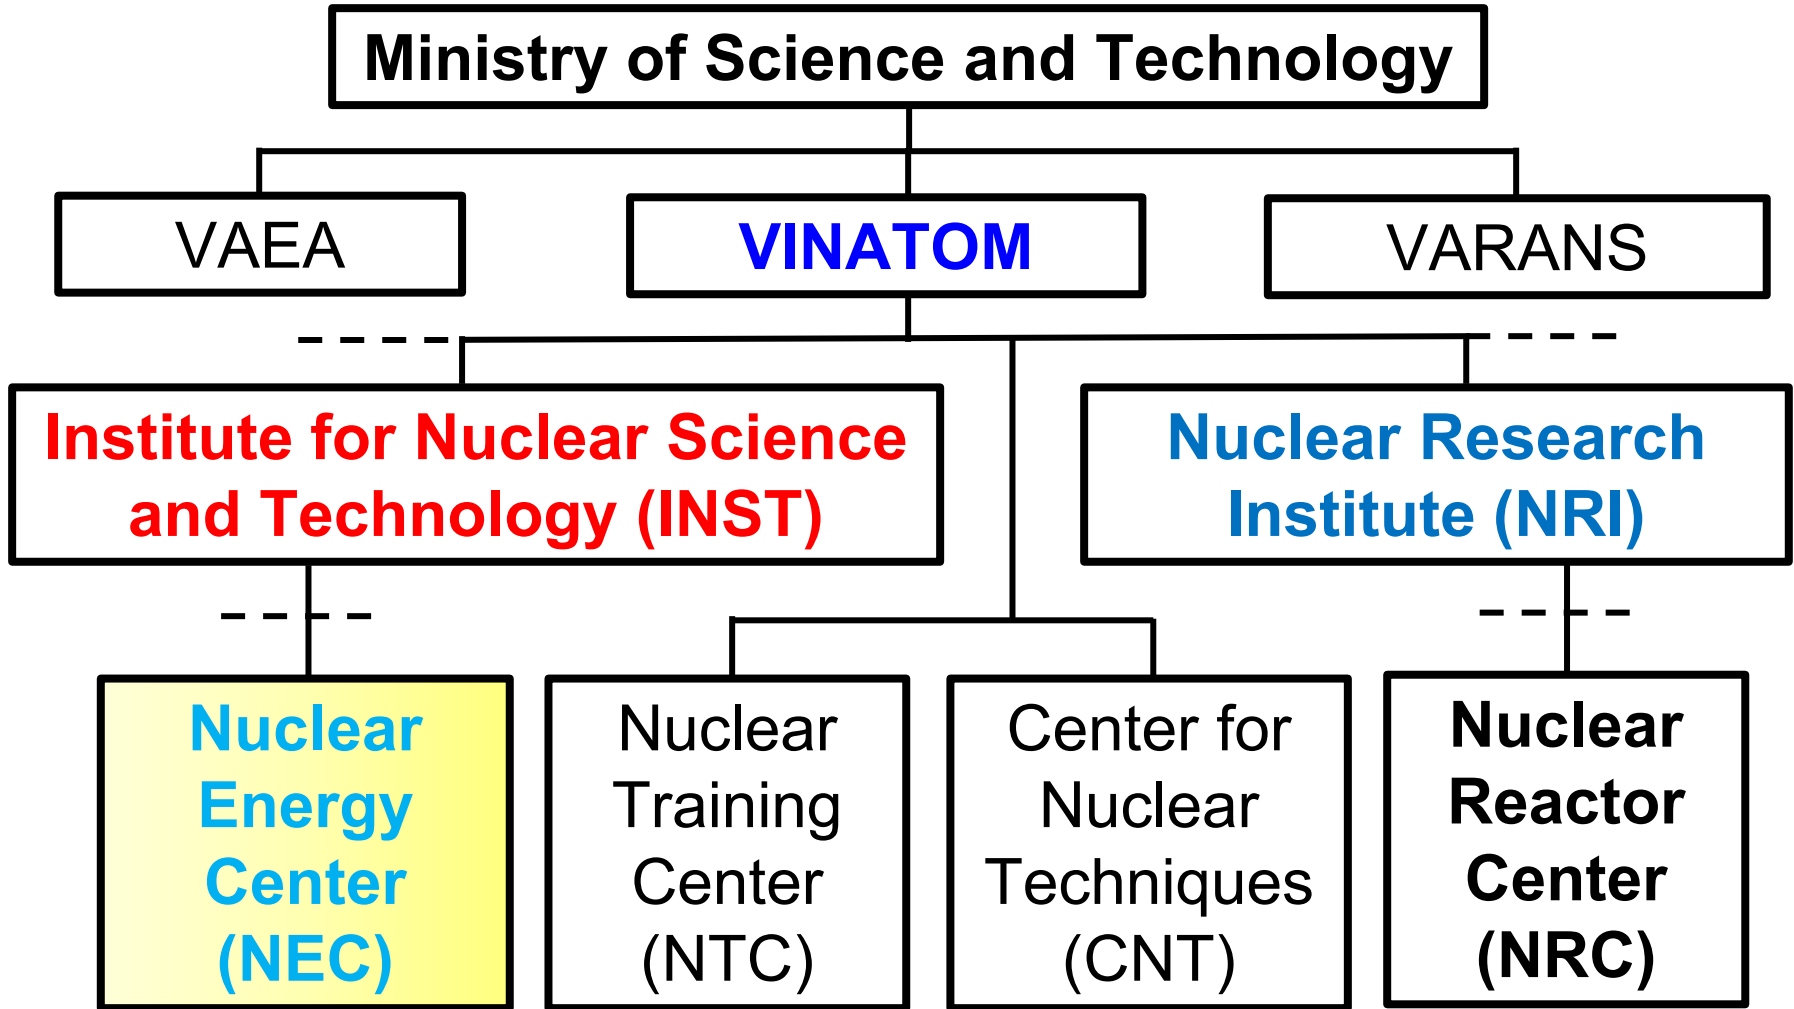 Ministry of Science and Technology
VAEA
VINATOM
VARANS
Institute for Nuclear Science
and Technology (INST)
Nuclear Research
Institute (NRI)
Nuclear
Energy
Center
(NEC)
Nuclear
Training
Center
(NTC)
Center for
Nuclear
Techniques
(CNT)
Nuclear
Reactor
Center
(NRC)